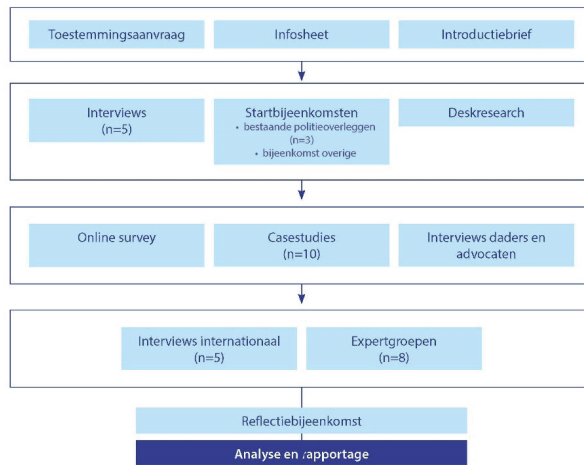 Toestemmingsaanvraag
Infosheet
Introductiebrief
Interviews
(n=5)
Startbijeenkomsten
• bestaande politieoverleggen
(n=3)
• bijeenkomst overige
Deskresearch
Online survey
Casestudies
(n=10)
Interviews daders en
advocaten
Interviews internationaal
(n=5)
Expertgroepen
(n=8)
Reflectiebijeenkomst
Analyse en rapportage